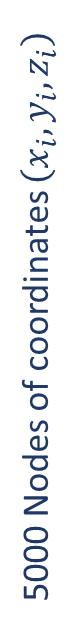 5000 Nodes of coordinates (xᵢ, yᵢ, zᵢ)